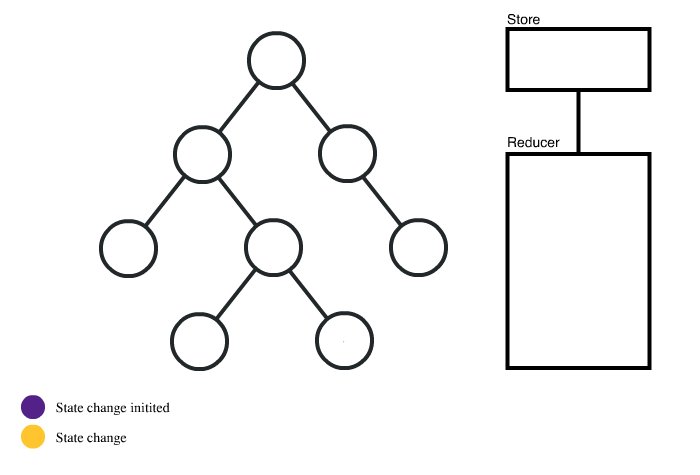 Store
Reducer
State change initited
State change